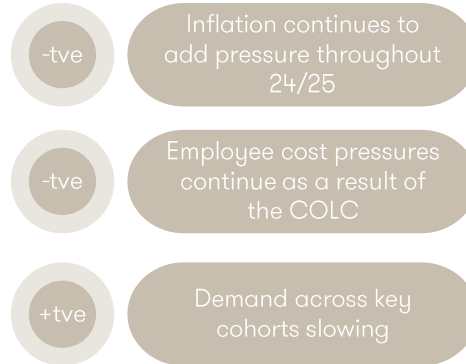 Inflation continues to
-tve add pressure throughout
24/25
Employee cost pressures
-tve continue as a result of
the COLC
+tve Demand across key
cohorts slowing